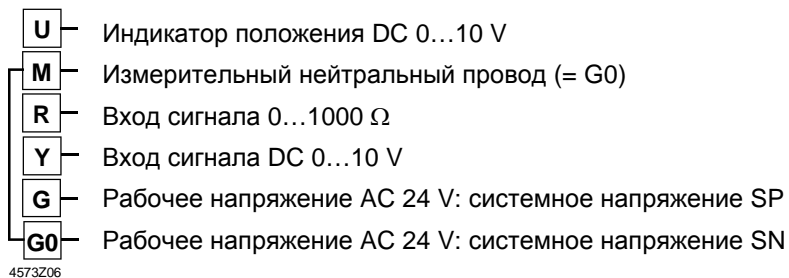 U Индикатор положения DC 0…10 V
M Измерительный нейтральный провод (= G0)
R Вход сигнала 0…1000 Ω
Y Вход сигнала DC 0…10 V
G Рабочее напряжение AC 24 V: системное напряжение SP
G0 Рабочее напряжение AC 24 V: системное напряжение SN
4573Z06